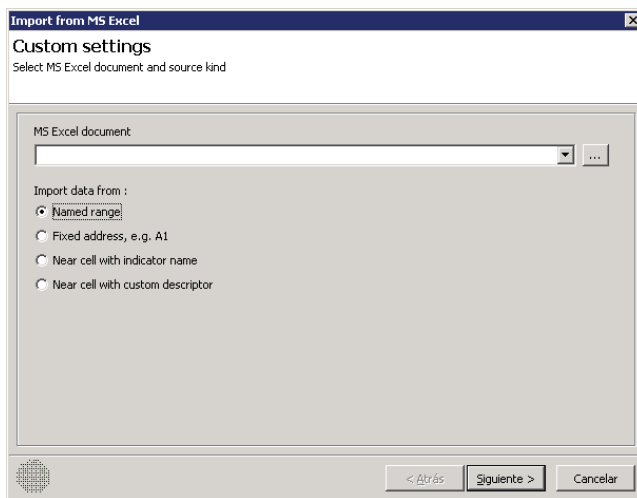 Import from MS Excel
Custom settings
Select MS Excel document and source kind
MS Excel document
...
Import data from :
Named range
Fixed address, e.g. A1
Near cell with indicator name
Near cell with custom descriptor
< Atrás Siguiente > Cancelar